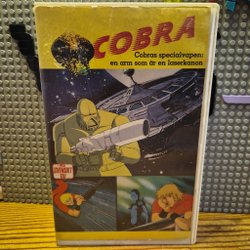 COBRA
Cobras specialvapen:
en arm som är en laserkanon